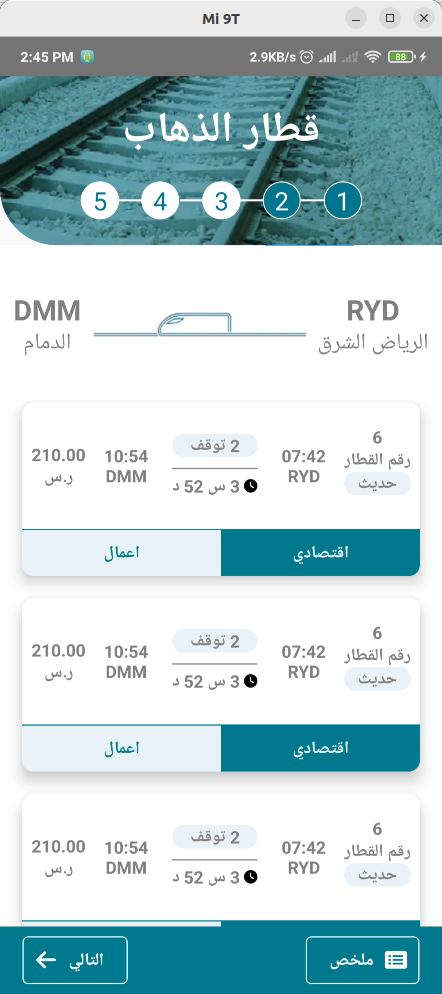 Mi 9T
2:45 PM 2.9KB/s 88
قطار الذهاب
1 2 3 4 5
RYD DMM
الرياض الشرق الدمام
6
رقم القطار
حديث
07:42
RYD
2 توقف
3 س 52 د
10:54
DMM
210.00
ر.س
اقتصادي اعمال
6
رقم القطار
حديث
07:42
RYD
2 توقف
3 س 52 د
10:54
DMM
210.00
ر.س
اقتصادي اعمال
6
رقم القطار
حديث
07:42
RYD
2 توقف
3 س 52 د
10:54
DMM
210.00
ر.س
ملخص التالي